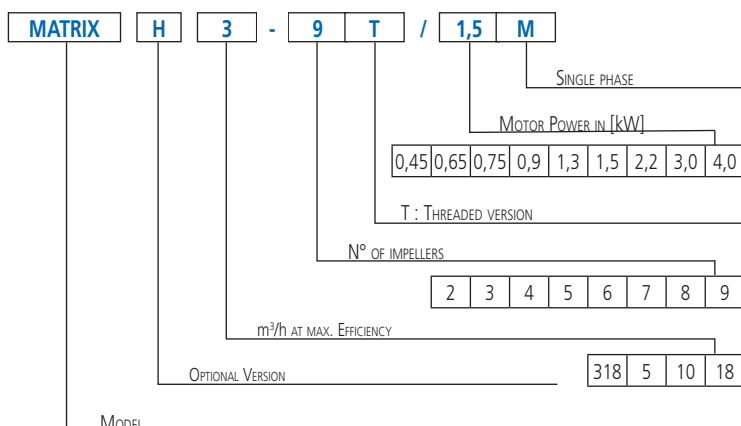 MATRIX H 3 - 9 T / 1,5 M
Single phase
Motor Power in [kW]
0,45 0,65 0,75 0,9 1,3 1,5 2,2 3,0 4,0
T : Threaded version
N° of impellers
2 3 4 5 6 7 8 9
m³/h at max. Efficiency
318 5 10 18
Optional Version
Model